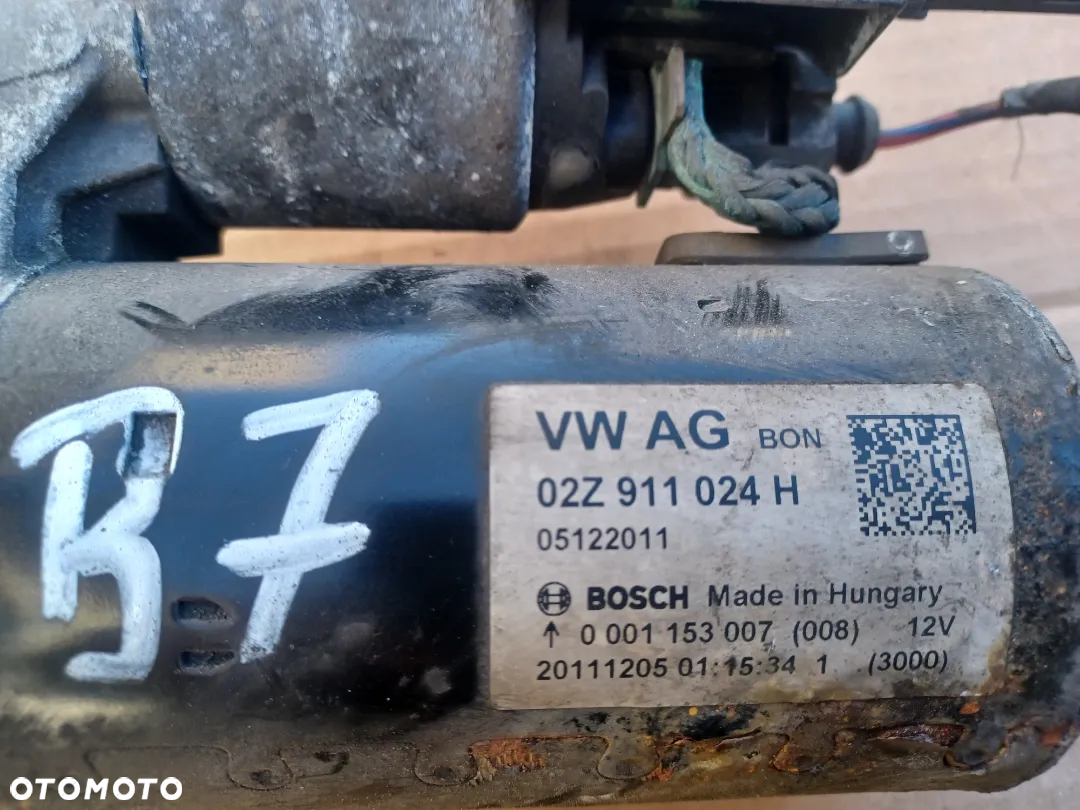 B7
VW AG BON
02Z 911 024 H
05122011
BOSCH Made in Hungary
↑ 0 001 153 007 (008) 12V
20111205 01:15:34 1 (3000)
OTOMOTO